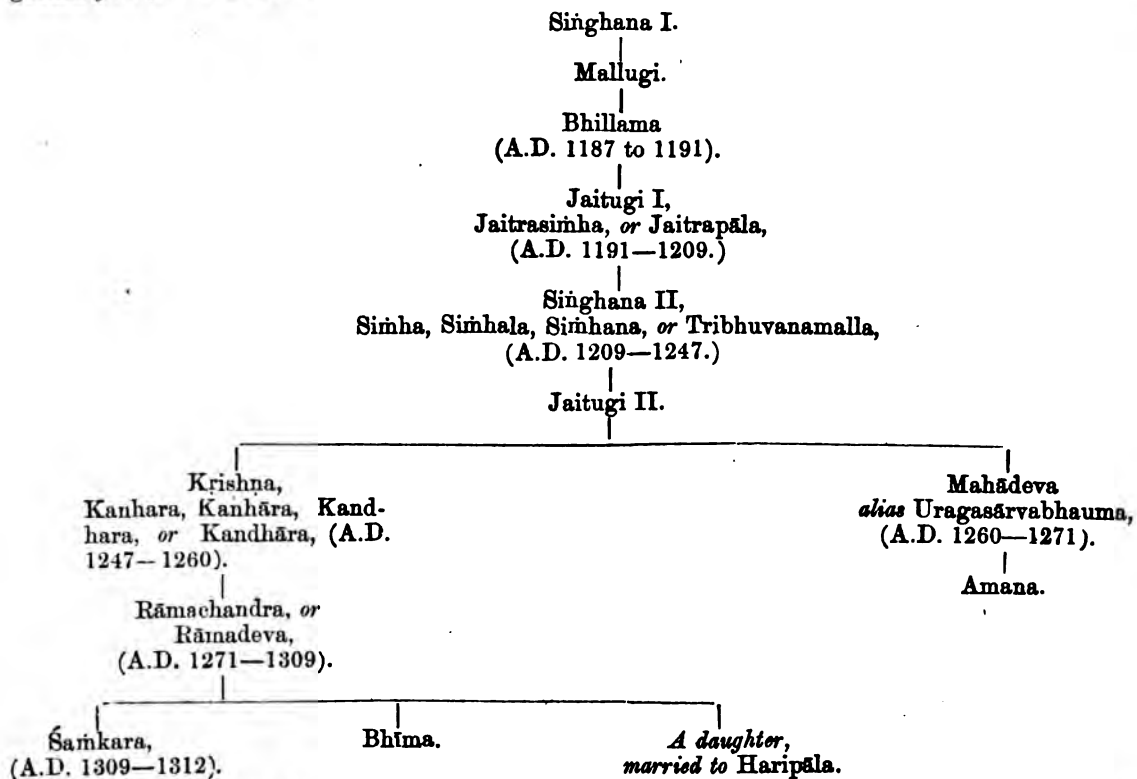 Siṅghana I.
Mallugi.
Bhillama
(A.D. 1187 to 1191).
Jaitugi I,
Jaitrasiṁha, or Jaitrapāla,
(A.D. 1191—1209.)
Siṅghana II,
Siṁha, Siṁhala, Siṁhana, or Tribhuvanamalla,
(A.D. 1209—1247.)
Jaitugi II.
Kṛishṇa,
Kanhara, Kanhāra, Kand-
hara, or Kandhāra, (A.D.
1247—1260).
Mahādeva
alias Uragasārvabhauma,
(A.D. 1260—1271).
Amana.
Rāmachandra, or
Rāmadeva,
(A.D. 1271—1309).
Śaṁkara,
(A.D. 1309—1312).
Bhīma.
A daughter,
married to Haripāla.